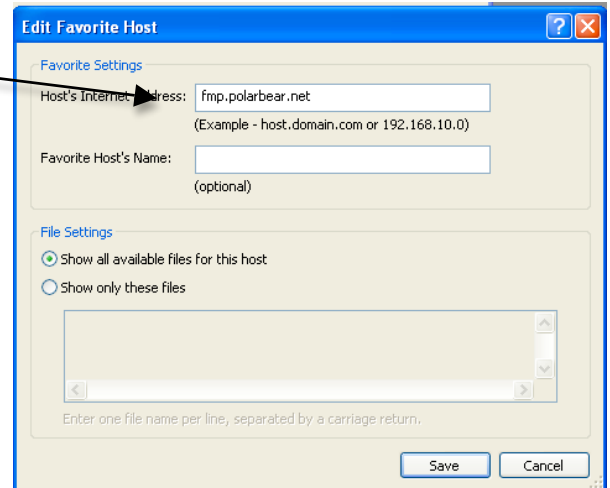 Edit Favorite Host
Favorite Settings
Host's Internet Address: fmp.polarbear.net
(Example - host.domain.com or 192.168.10.0)
Favorite Host's Name:
(optional)
File Settings
Show all available files for this host
Show only these files
Enter one file name per line, separated by a carriage return.
Save Cancel